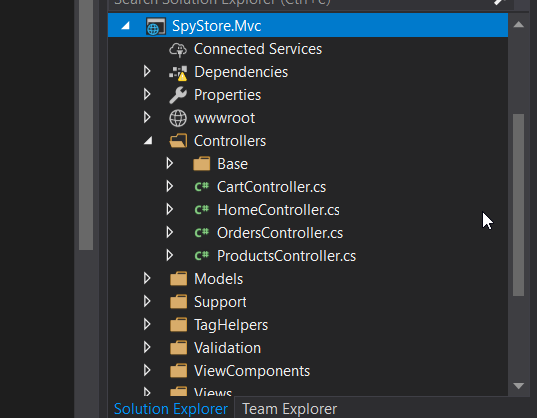 Search Solution Explorer (Ctrl+č)
SpyStore.Mvc
Connected Services
Dependencies
Properties
wwwroot
Controllers
Base
C# CartController.cs
C# HomeController.cs
C# OrdersController.cs
C# ProductsController.cs
Models
Support
TagHelpers
Validation
ViewComponents
Views
Solution Explorer Team Explorer